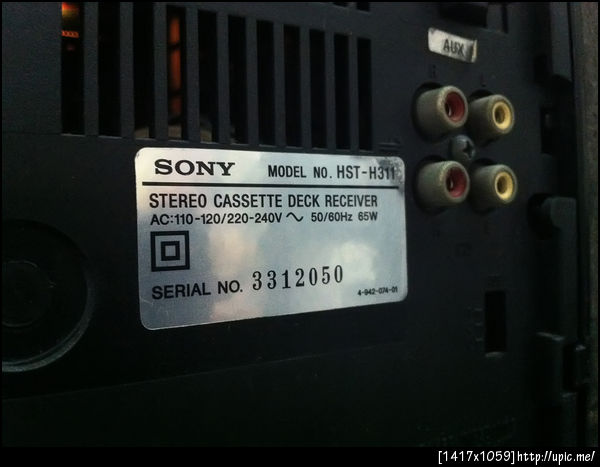 AUX
SONY MODEL NO. HST-H311
STEREO CASSETTE DECK RECEIVER
AC:110-120/220-240V ~ 50/60Hz 65W
SERIAL NO. 3312050
4-942-074-01
[1417x1059]http://upic.me/